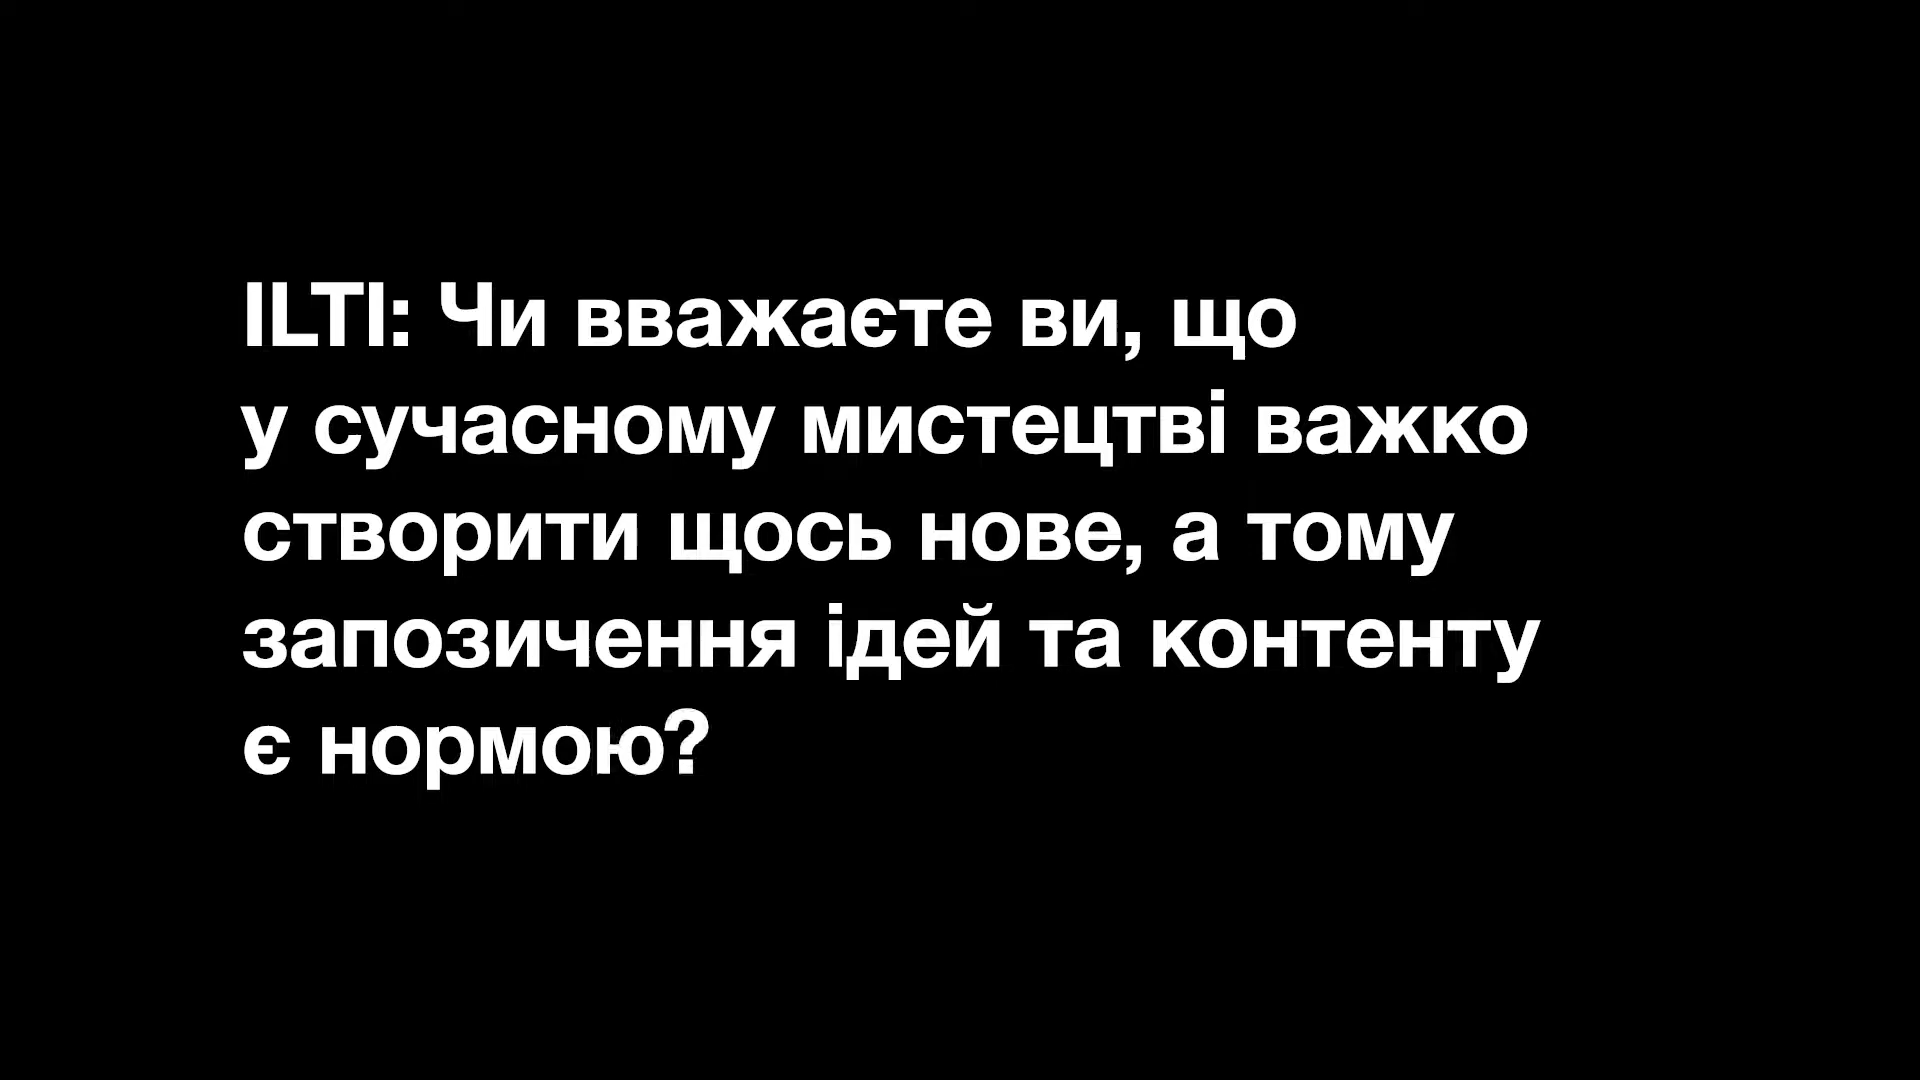 ILTI: Чи вважаєте ви, що
у сучасному мистецтві важко
створити щось нове, а тому
запозичення ідей та контенту
є нормою?